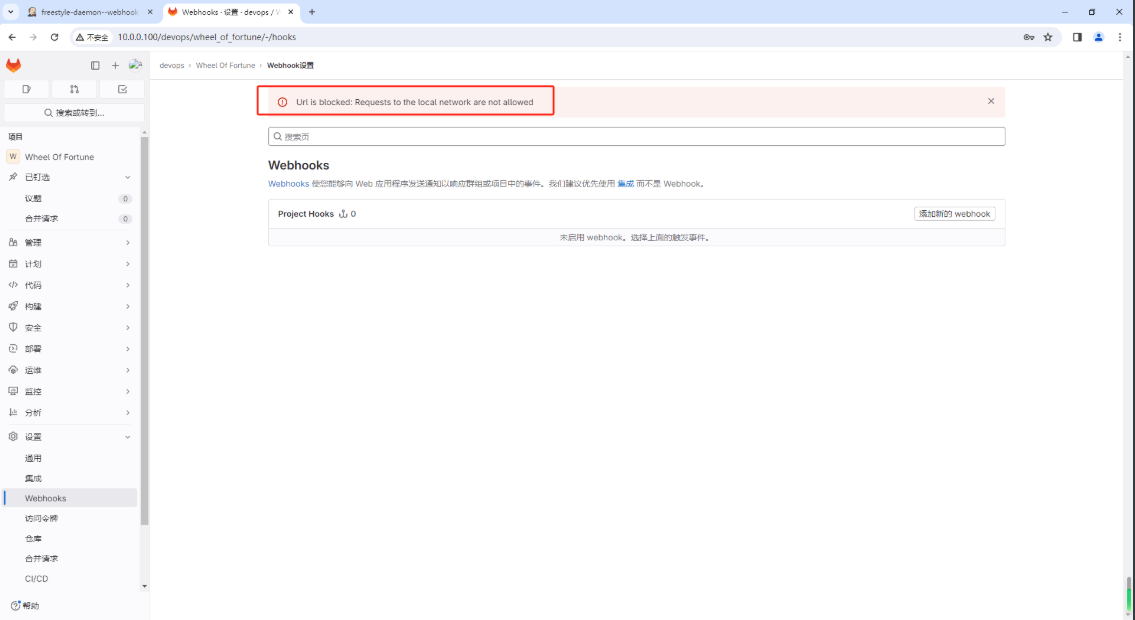 freestyle-daemon--webhook
Webhooks · 设置 · devops / W
不安全
10.0.0.100/devops/wheel_of_fortune/-/hooks
devops › Wheel Of Fortune › Webhook设置
搜索或转到...
项目
W Wheel Of Fortune
已钉选
议题 0
合并请求 0
管理
计划
代码
构建
安全
部署
运维
监控
分析
设置
通用
集成
Webhooks
访问令牌
仓库
合并请求
CI/CD
帮助
Url is blocked: Requests to the local network are not allowed
搜索页
Webhooks
Webhooks 使您能够向 Web 应用程序发送通知以响应群组或项目中的事件。我们建议优先使用 集成 而不是 Webhook。
Project Hooks 0
添加新的 webhook
未启用 webhook。选择上面的触发事件。